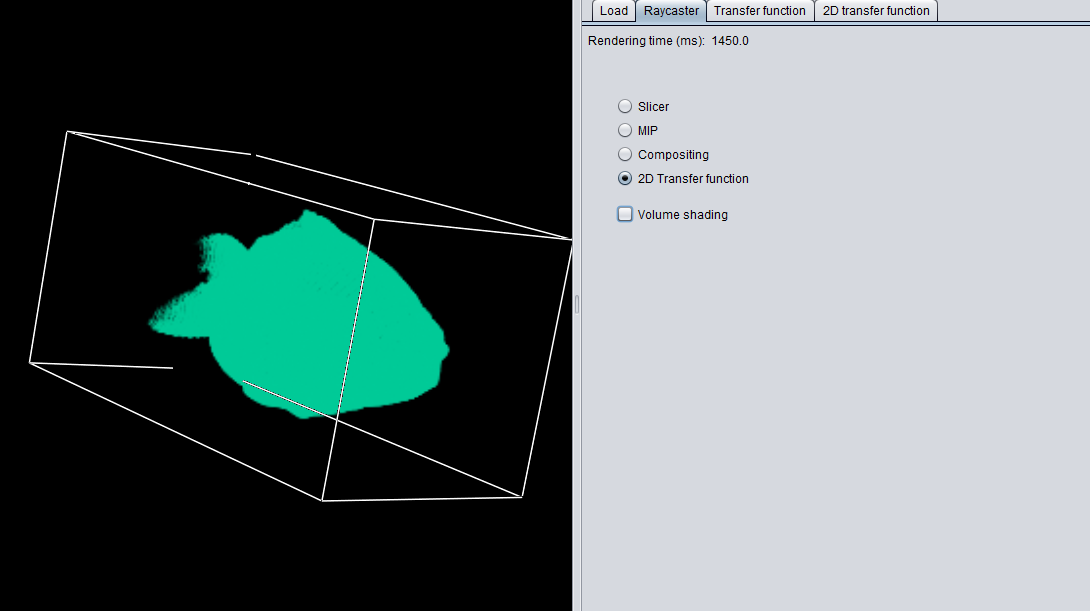 Load Raycaster Transfer function 2D transfer function
Rendering time (ms): 1450.0
Slicer
MIP
Compositing
2D Transfer function
Volume shading